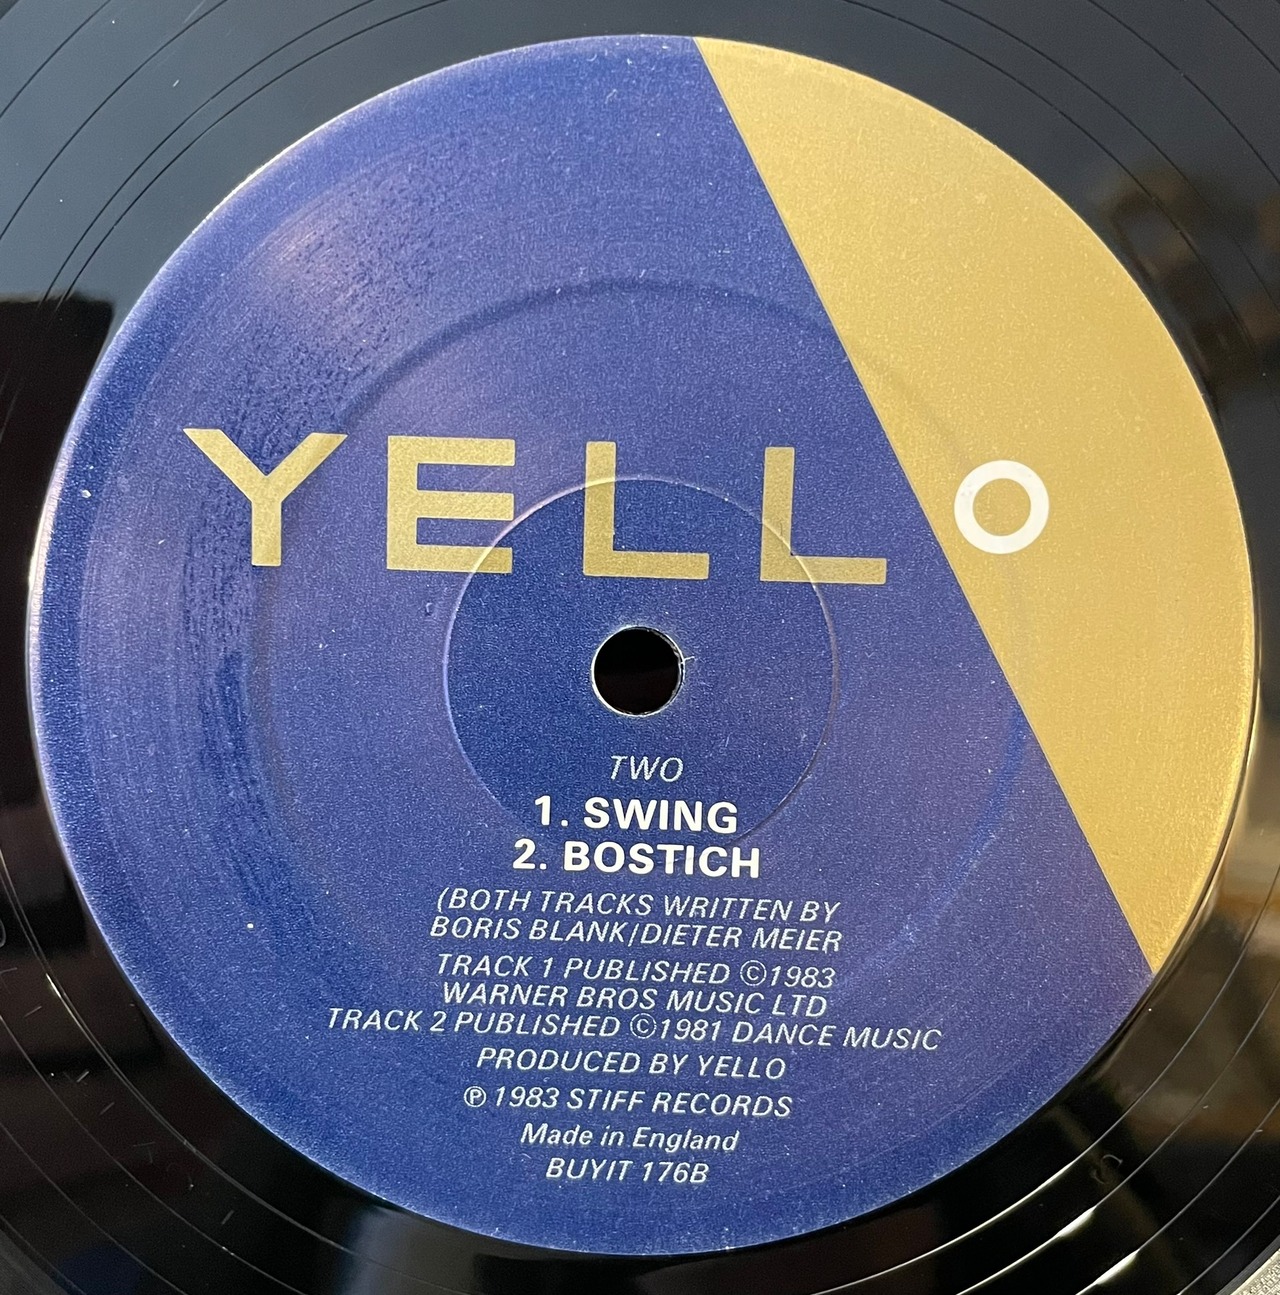 YELLO
TWO
1. SWING
2. BOSTICH
(BOTH TRACKS WRITTEN BY
BORIS BLANK/DIETER MEIER
TRACK 1 PUBLISHED ©1983
WARNER BROS MUSIC LTD
TRACK 2 PUBLISHED ©1981 DANCE MUSIC
PRODUCED BY YELLO
℗ 1983 STIFF RECORDS
Made in England
BUYIT 176B